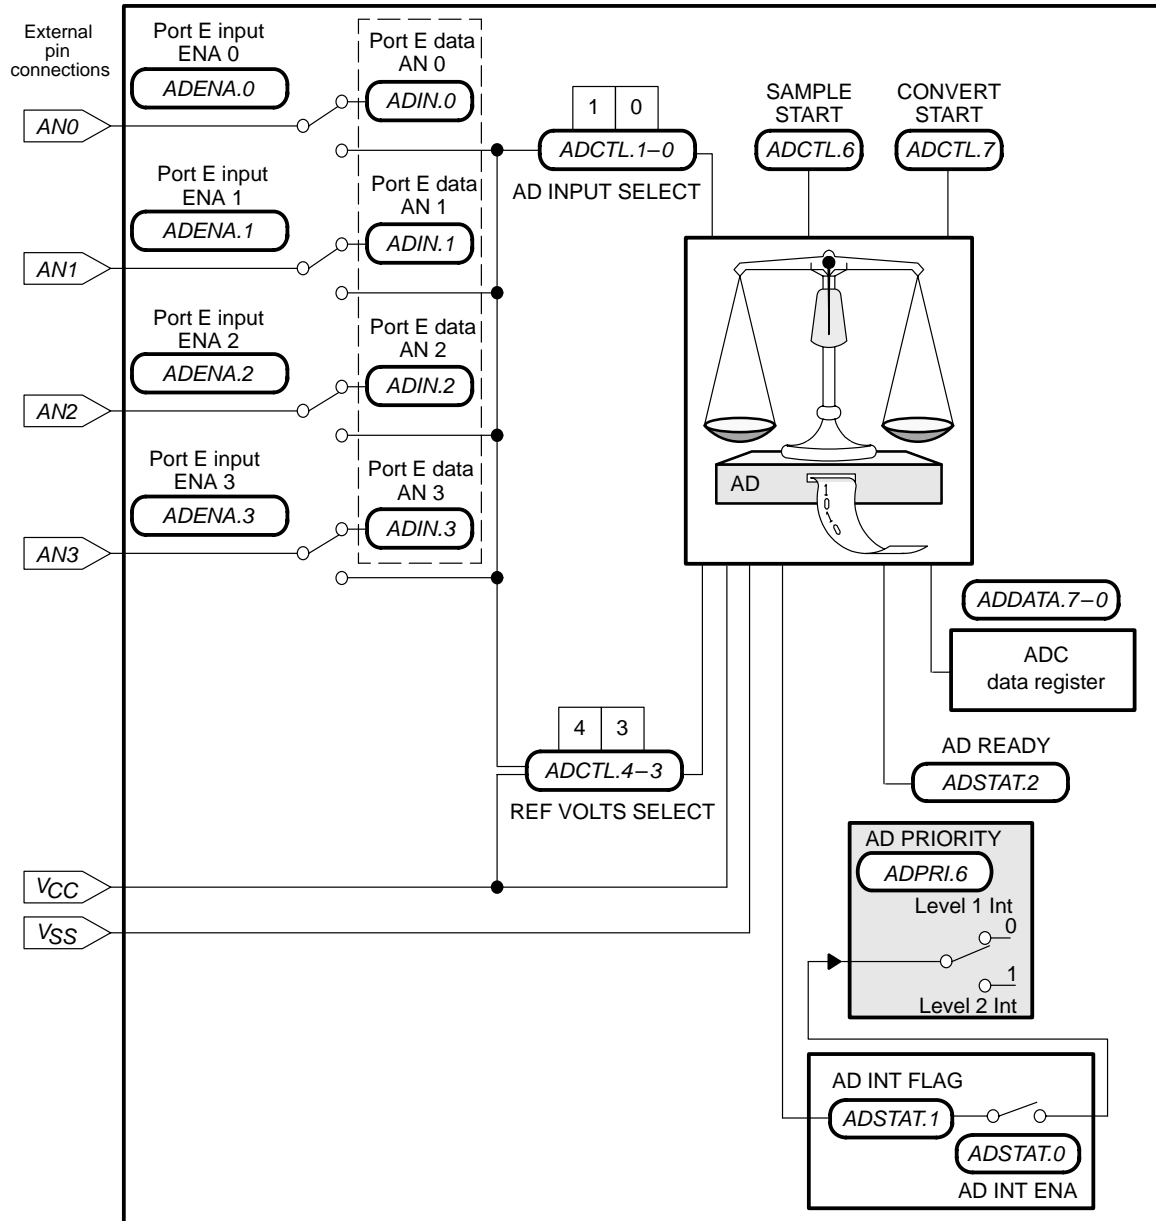 External
pin
connections
Port E input
ENA 0
ADENA.0
Port E data
AN 0
ADIN.0
AN0
1 0
ADCTL.1–0
AD INPUT SELECT
SAMPLE
START
ADCTL.6
CONVERT
START
ADCTL.7
Port E input
ENA 1
ADENA.1
Port E data
AN 1
ADIN.1
AN1
Port E input
ENA 2
ADENA.2
Port E data
AN 2
ADIN.2
AN2
Port E input
ENA 3
ADENA.3
Port E data
AN 3
ADIN.3
AN3
AD
1
0
1
0
ADDATA.7–0
ADC
data register
4 3
ADCTL.4–3
REF VOLTS SELECT
AD READY
ADSTAT.2
VCC
VSS
AD PRIORITY
ADPRI.6
Level 1 Int
0
1
Level 2 Int
AD INT FLAG
ADSTAT.1
ADSTAT.0
AD INT ENA